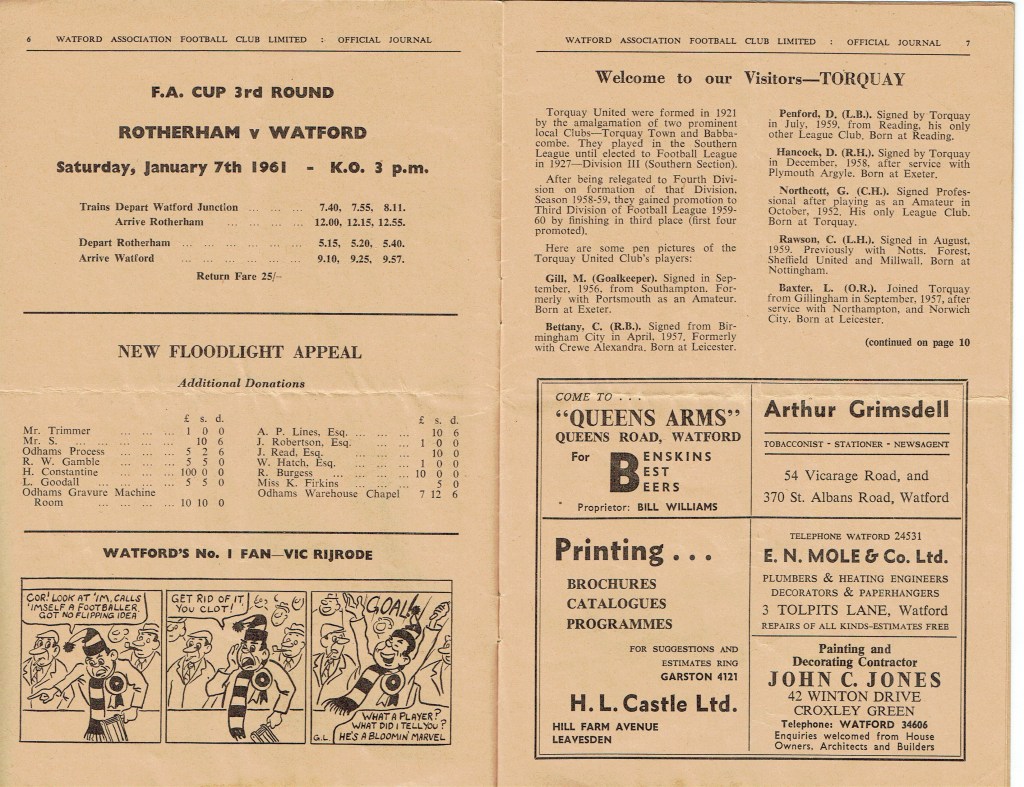 6 WATFORD ASSOCIATION FOOTBALL CLUB LIMITED : OFFICIAL JOURNAL
F.A. CUP 3rd ROUND
ROTHERHAM v WATFORD
Saturday, January 7th 1961 - K.O. 3 p.m.
Trains Depart Watford Junction ... ... 7.40, 7.55, 8.11.
Arrive Rotherham ... ... ... 12.00, 12.15, 12.55.
Depart Rotherham ... ... ... ... ... 5.15, 5.20, 5.40.
Arrive Watford ... ... ... ... ... 9.10, 9.25, 9.57.
Return Fare 25/-
NEW FLOODLIGHT APPEAL
Additional Donations
£ s. d.
Mr. Trimmer ... ... ... 1 0 0
Mr. S. ... ... ... ... 10 6
Odhams Process ... ... 5 2 6
R. W. Gamble ... ... 5 5 0
H. Constantine ... ... 100 0 0
L. Goodall ... ... ... 5 5 0
Odhams Gravure Machine
Room ... ... ... 10 10 0
£ s. d.
A. P. Lines, Esq. ... ... ... 10 6
J. Robertson, Esq. ... ... 1 0 0
J. Read, Esq. ... ... ... 10 0
W. Hatch, Esq. ... ... 1 0 0
R. Burgess ... ... ... 10 0 0
Miss K. Firkins ... ... 5 0
Odhams Warehouse Chapel 7 12 6
WATFORD'S No. 1 FAN—VIC RIJRODE
COR! LOOK AT 'IM, CALLS
'IMSELF A FOOTBALLER,
GOT NO FLIPPING IDEA
GET RID OF IT,
YOU CLOT!
GOAL!
WHAT A PLAYER?
WHAT DID I TELL YOU?
HE'S A BLOOMIN' MARVEL
G.L.
WATFORD ASSOCIATION FOOTBALL CLUB LIMITED : OFFICIAL JOURNAL 7
Welcome to our Visitors—TORQUAY
Torquay United were formed in 1921
by the amalgamation of two prominent
local Clubs—Torquay Town and Babba-
combe. They played in the Southern
League until elected to Football League
in 1927—Division III (Southern Section).
After being relegated to Fourth Divi-
sion on formation of that Division,
Season 1958-59, they gained promotion to
Third Division of Football League 1959-
60 by finishing in third place (first four
promoted).
Here are some pen pictures of the
Torquay United Club's players:
Gill, M. (Goalkeeper). Signed in Sep-
tember, 1956, from Southampton. For-
merly with Portsmouth as an Amateur.
Born at Exeter.
Bettany, C. (R.B.). Signed from Bir-
mingham City in April, 1957. Formerly
with Crewe Alexandra. Born at Leicester.
Penford, D. (L.B.). Signed by Torquay
in July, 1959, from Reading, his only
other League Club. Born at Reading.
Hancock, D. (R.H.). Signed by Torquay
in December, 1958, after service with
Plymouth Argyle. Born at Exeter.
Northcott, G. (C.H.). Signed Profes-
sional after playing as an Amateur in
October, 1952. His only League Club.
Born at Torquay.
Rawson, C. (L.H.). Signed in August,
1959. Previously with Notts. Forest,
Sheffield United and Millwall. Born at
Nottingham.
Baxter, L. (O.R.). Joined Torquay
from Gillingham in September, 1957, after
service with Northampton, and Norwich
City. Born at Leicester.
(continued on page 10
COME TO . . .
"QUEENS ARMS"
QUEENS ROAD, WATFORD
For BENSKINS
BEST
BEERS
Proprietor: BILL WILLIAMS
Arthur Grimsdell
TOBACCONIST - STATIONER - NEWSAGENT
54 Vicarage Road, and
370 St. Albans Road, Watford
Printing . . .
BROCHURES
CATALOGUES
PROGRAMMES
FOR SUGGESTIONS AND
ESTIMATES RING
GARSTON 4121
H. L. Castle Ltd.
HILL FARM AVENUE
LEAVESDEN
TELEPHONE WATFORD 24531
E. N. MOLE & Co. Ltd.
PLUMBERS & HEATING ENGINEERS
DECORATORS & PAPERHANGERS
3 TOLPITS LANE, Watford
REPAIRS OF ALL KINDS–ESTIMATES FREE
Painting and
Decorating Contractor
JOHN C. JONES
42 WINTON DRIVE
CROXLEY GREEN
Telephone: WATFORD 34606
Enquiries welcomed from House
Owners, Architects and Builders